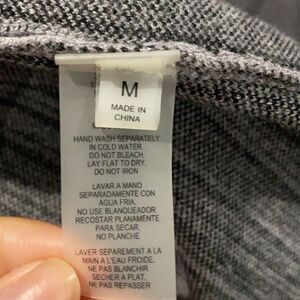 M
MADE IN
CHINA
HAND WASH SEPARATELY
IN COLD WATER.
DO NOT BLEACH,
LAY FLAT TO DRY.
DO NOT IRON
LAVAR A MANO
SEPARADAMENTE CON
AGUA FRIA,
NO USE BLANQUEADOR
RECOSTAR PLANAMENTE
PARA SECAR.
NO PLANCHE
LAVER SEPAREMENT A LA
MAIN A L'EAU FROIDE.
NE PAS BLANCHIR
SECHER A PLAT.
NE PAS REPASSER